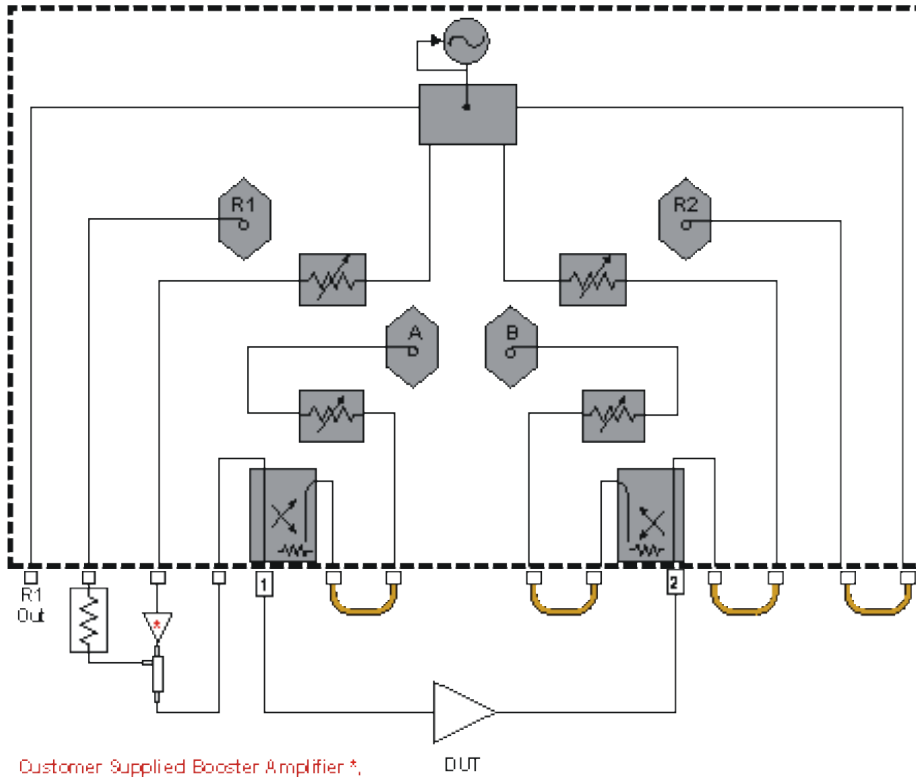 R1
R2
A
B
R1
Out
1
2
*
Customer Supplied Booster Amplifier *,
DUT